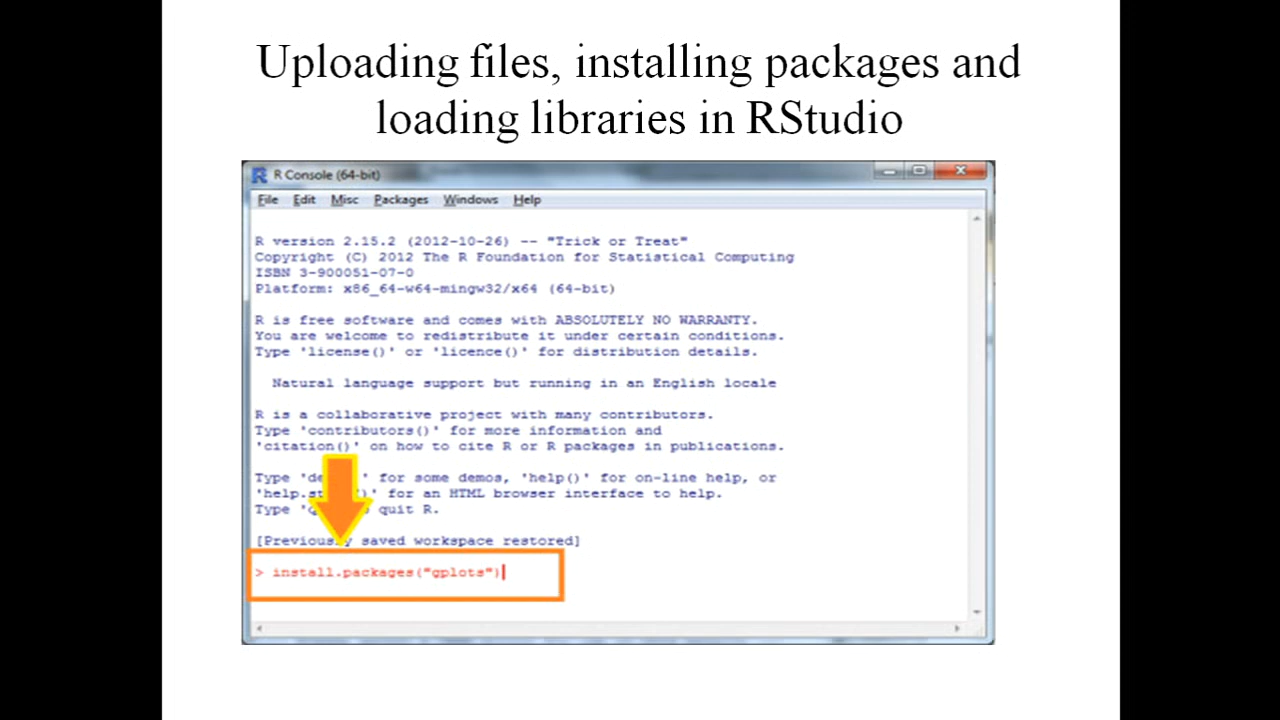 Uploading files, installing packages and
loading libraries in RStudio
R Console (64-bit)
File Edit Misc Packages Windows Help
R version 2.15.2 (2012-10-26) -- "Trick or Treat"
Copyright (C) 2012 The R Foundation for Statistical Computing
ISBN 3-900051-07-0
Platform: x86_64-w64-mingw32/x64 (64-bit)
R is free software and comes with ABSOLUTELY NO WARRANTY.
You are welcome to redistribute it under certain conditions.
Type 'license()' or 'licence()' for distribution details.
Natural language support but running in an English locale
R is a collaborative project with many contributors.
Type 'contributors()' for more information and
'citation()' on how to cite R or R packages in publications.
Type for some demos, 'help()' for on-line help, or
for an HTML browser interface to help.
Type quit R.
[Previously saved workspace restored]
> install.packages("gplots")